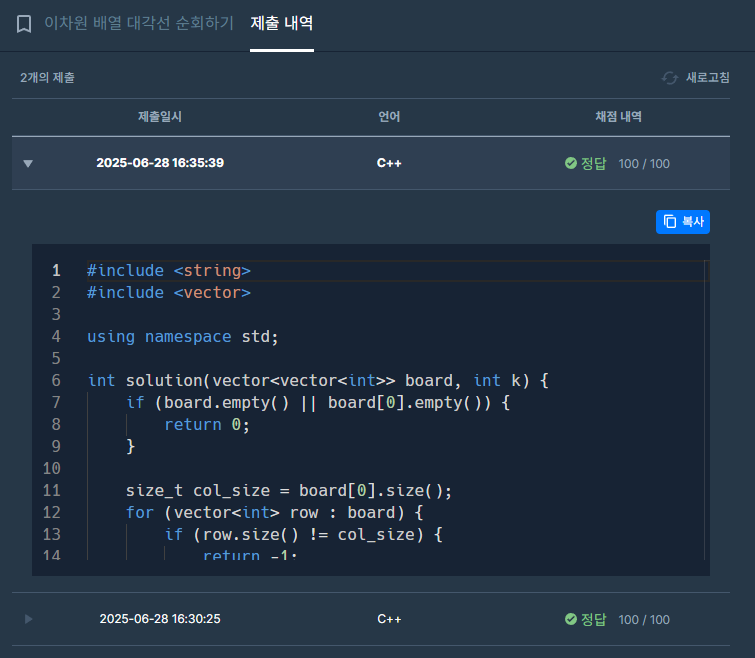 이차원 배열 대각선 순회하기 제출 내역
2개의 제출 새로고침
제출일시 언어 채점 내역
2025-06-28 16:35:39 C++ 정답 100 / 100
복사
1 #include <string>
2 #include <vector>
3
4 using namespace std;
5
6 int solution(vector<vector<int>> board, int k) {
7 if (board.empty() || board[0].empty()) {
8 return 0;
9 }
10
11 size_t col_size = board[0].size();
12 for (vector<int> row : board) {
13 if (row.size() != col_size) {
14 return -1;
2025-06-28 16:30:25 C++ 정답 100 / 100